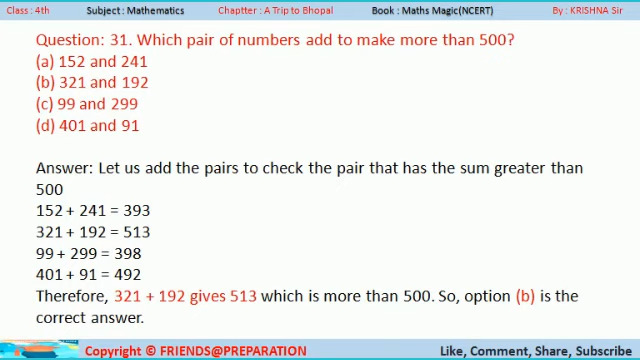 Class : 4th Subject : Mathematics Chaptter : A Trip to Bhopal Book : Maths Magic(NCERT) By : KRISHNA Sir
Question: 31. Which pair of numbers add to make more than 500?
(a) 152 and 241
(b) 321 and 192
(c) 99 and 299
(d) 401 and 91
Answer: Let us add the pairs to check the pair that has the sum greater than
500
152 + 241 = 393
321 + 192 = 513
99 + 299 = 398
401 + 91 = 492
Therefore, 321 + 192 gives 513 which is more than 500. So, option (b) is the
correct answer.
Copyright © FRIENDS@PREPARATION Like, Comment, Share, Subscribe